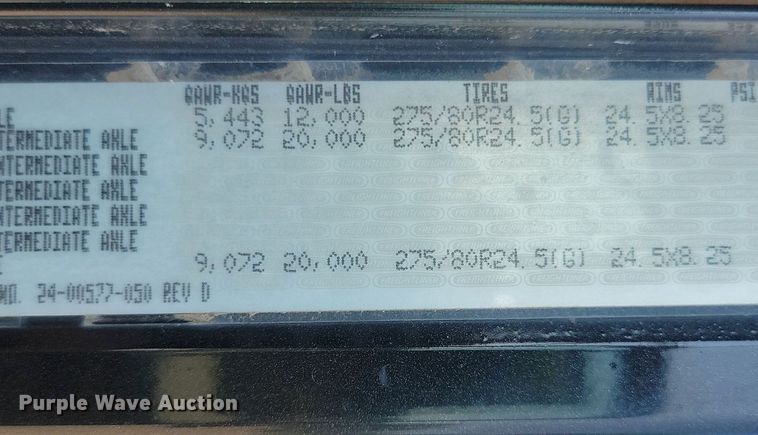 GAWR-KGS GAWR-LBS TIRES RIMS PSI
LE 5,443 12,000 275/80R24.5(G) 24.5X8.25
TERMEDIATE AXLE 9,072 20,000 275/80R24.5(G) 24.5X8.25
NTERMEDIATE AXLE
TERMEDIATE AXLE
NTERMEDIATE AXLE
TERMEDIATE AXLE
9,072 20,000 275/80R24.5(G) 24.5X8.25
NO. 24-00577-050 REV D
Purple Wave Auction